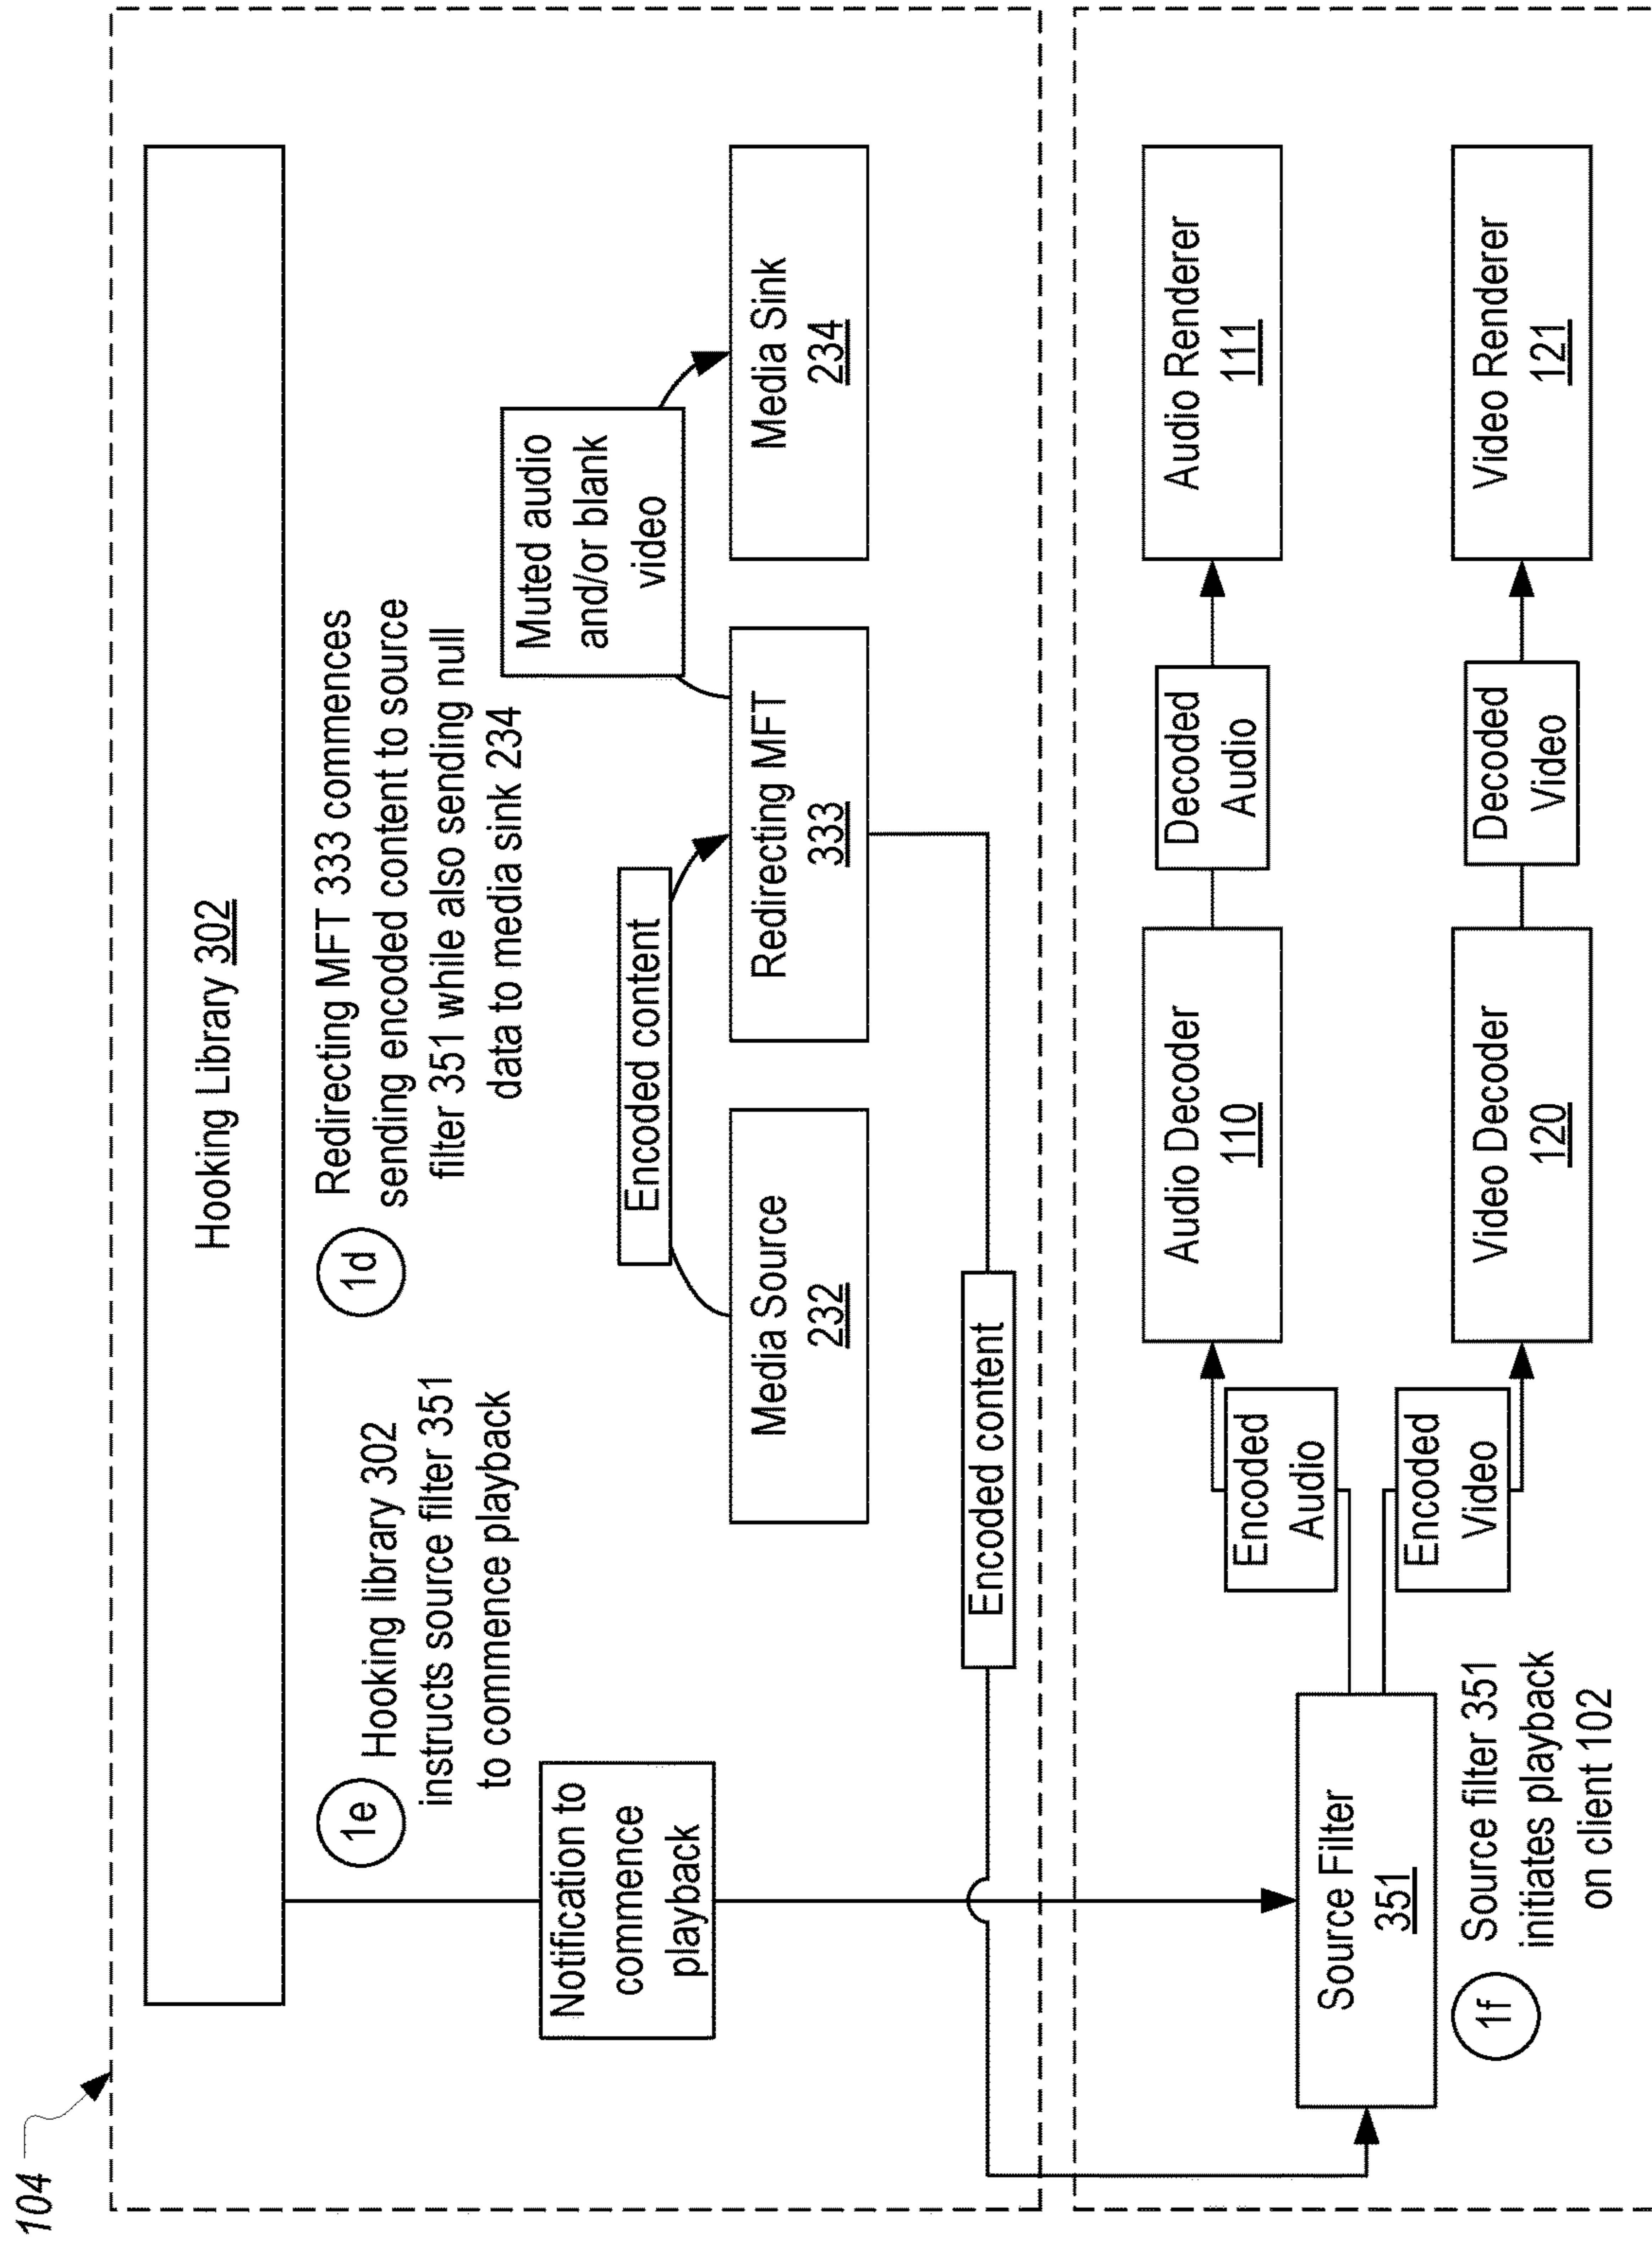 104
Hooking Library 302
1e
Hooking library 302
instructs source filter 351
to commence playback
1d
Redirecting MFT 333 commences
sending encoded content to source
filter 351 while also sending null
data to media sink 234
Notification to
commence
playback
Encoded content
Muted audio
and/or blank
video
Media Source
232
Redirecting MFT
333
Media Sink
234
Encoded content
Source Filter
351
1f
Source filter 351
initiates playback
on client 102
Encoded
Audio
Audio Decoder
110
Decoded
Audio
Audio Renderer
111
Encoded
Video
Video Decoder
120
Decoded
Video
Video Renderer
121